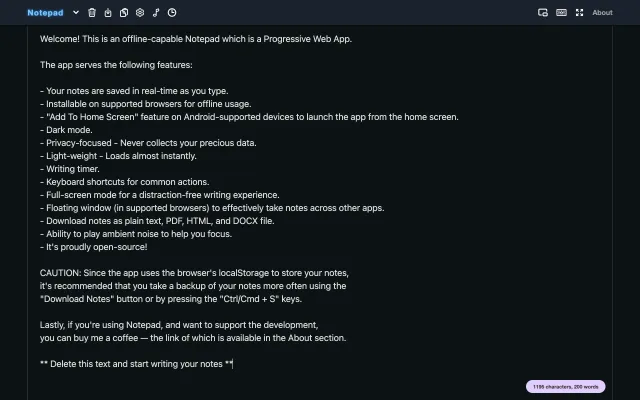 Notepad
About
Welcome! This is an offline-capable Notepad which is a Progressive Web App.
The app serves the following features:
- Your notes are saved in real-time as you type.
- Installable on supported browsers for offline usage.
- "Add To Home Screen" feature on Android-supported devices to launch the app from the home screen.
- Dark mode.
- Privacy-focused - Never collects your precious data.
- Light-weight - Loads almost instantly.
- Writing timer.
- Keyboard shortcuts for common actions.
- Full-screen mode for a distraction-free writing experience.
- Floating window (in supported browsers) to effectively take notes across other apps.
- Download notes as plain text, PDF, HTML, and DOCX file.
- Ability to play ambient noise to help you focus.
- It's proudly open-source!
CAUTION: Since the app uses the browser's localStorage to store your notes,
it's recommended that you take a backup of your notes more often using the
"Download Notes" button or by pressing the "Ctrl/Cmd + S" keys.
Lastly, if you're using Notepad, and want to support the development,
you can buy me a coffee — the link of which is available in the About section.
** Delete this text and start writing your notes **
1195 characters, 200 words